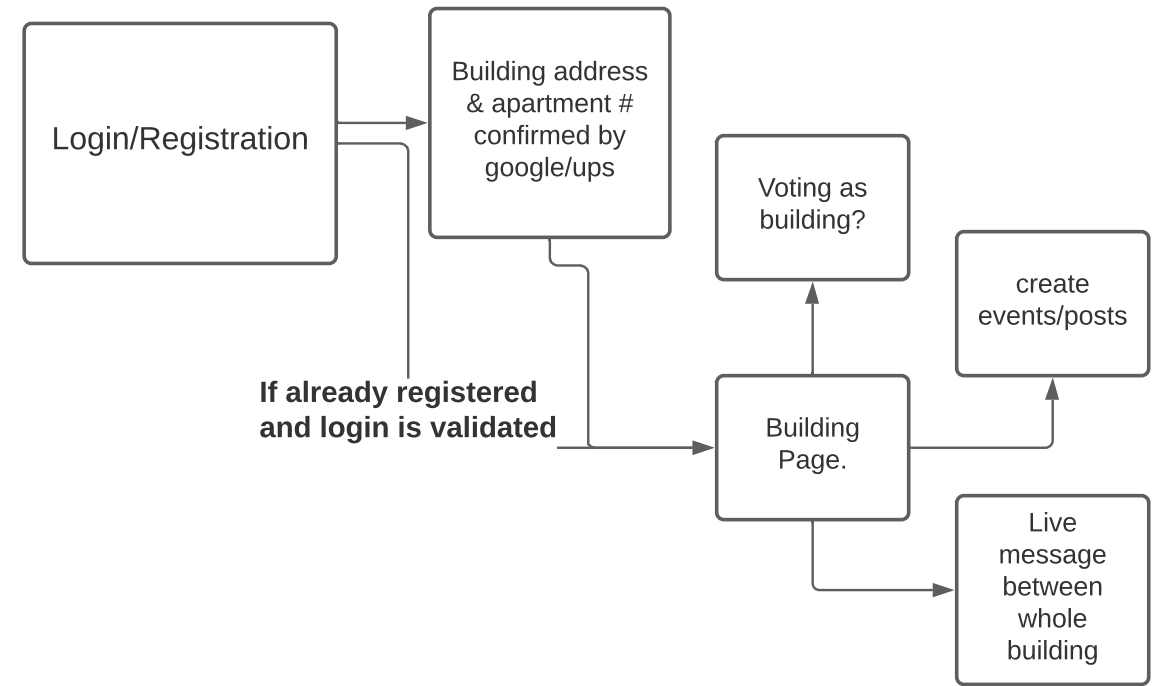 Login/Registration
Building address
& apartment #
confirmed by
google/ups
Voting as
building?
create
events/posts
If already registered
and login is validated
Building
Page.
Live
message
between
whole
building